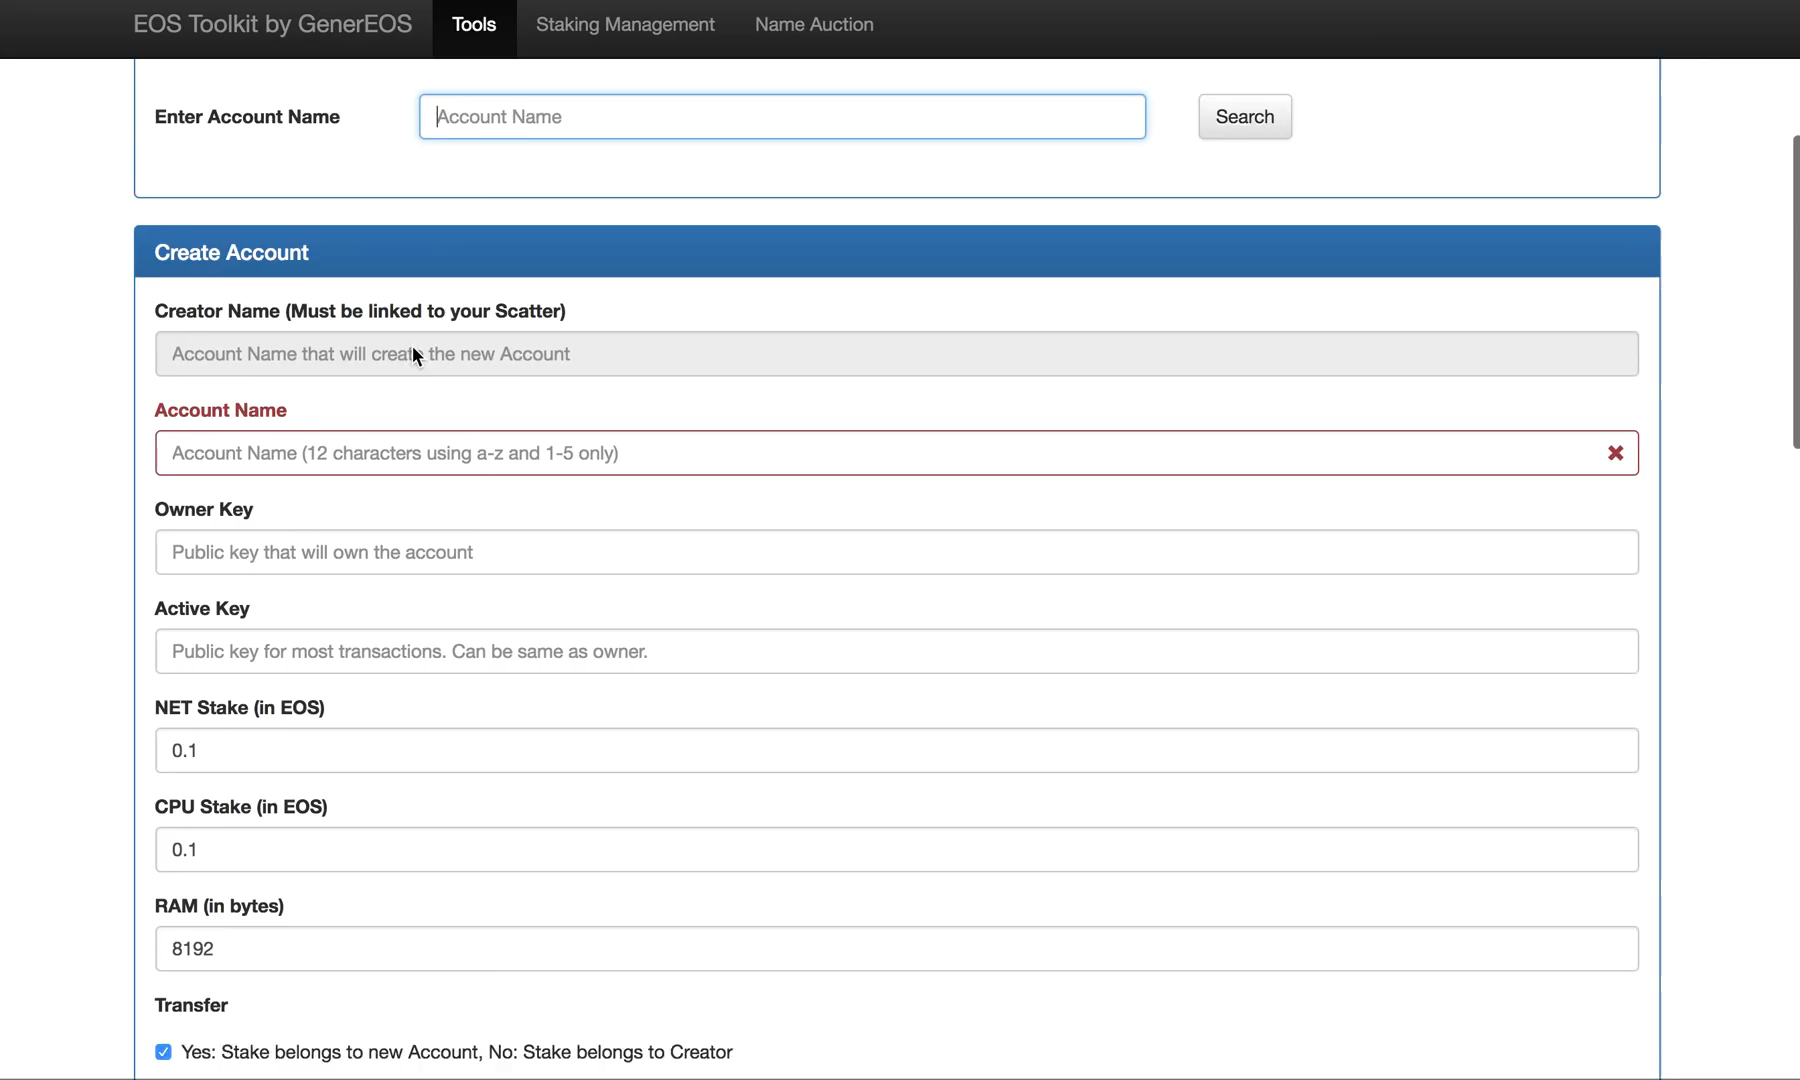 EOS Toolkit by GenerEOS Tools Staking Management Name Auction
Enter Account Name Account Name Search
Create Account
Creator Name (Must be linked to your Scatter)
Account Name that will create the new Account
Account Name
Account Name (12 characters using a-z and 1-5 only)
Owner Key
Public key that will own the account
Active Key
Public key for most transactions. Can be same as owner.
NET Stake (in EOS)
0.1
CPU Stake (in EOS)
0.1
RAM (in bytes)
8192
Transfer
Yes: Stake belongs to new Account, No: Stake belongs to Creator